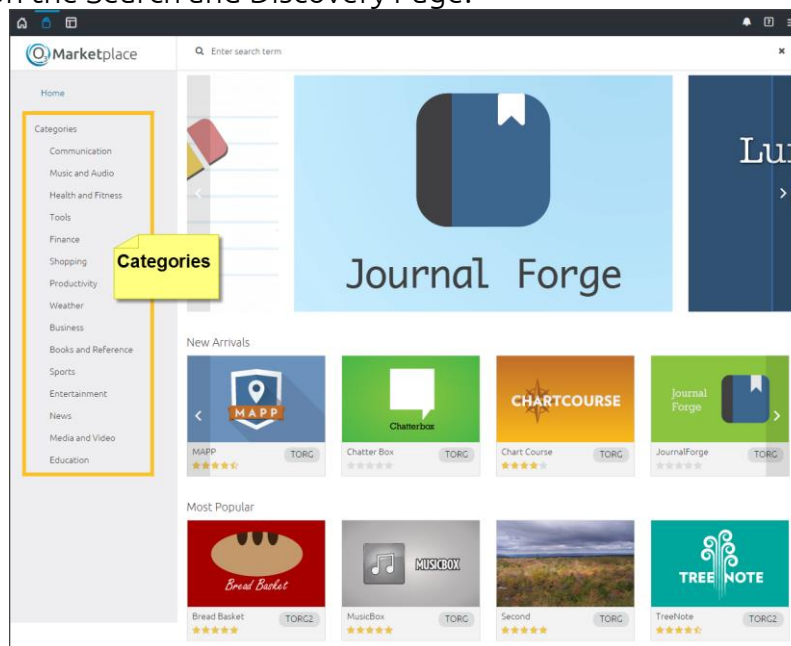 on the Search and Discovery Page.
O3 Marketplace
Enter search term
Home
Categories
Communication
Music and Audio
Health and Fitness
Tools
Finance
Shopping
Productivity
Weather
Business
Books and Reference
Sports
Entertainment
News
Media and Video
Education
Categories
Journal Forge
Lu
New Arrivals
MAPP
Chatterbox
CHARTCOURSE
Journal
Forge
MAPP TORG
Chatter Box TORG
Chart Course TORG
JournalForge TORG
Most Popular
Bread Basket
MUSICBOX
TREE NOTE
Bread Basket TORG2
MusicBox TORG
Second TORG
TreeNote TORG2